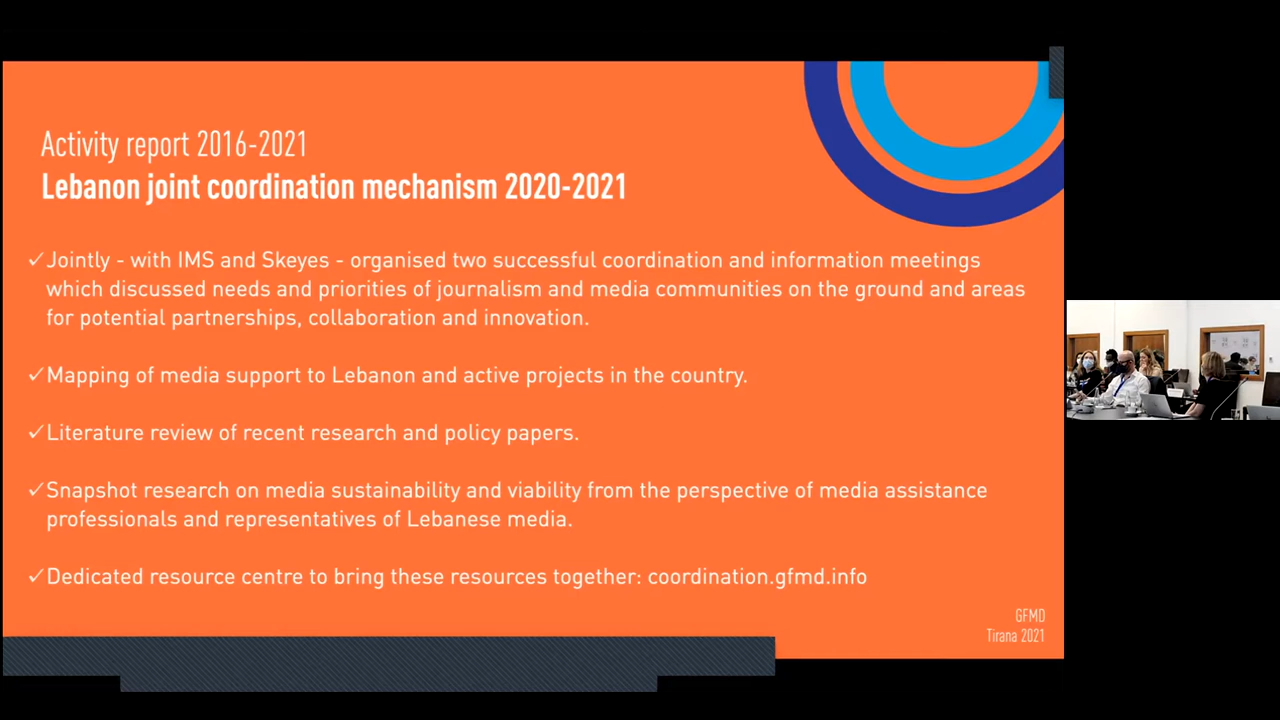 Activity report 2016-2021
Lebanon joint coordination mechanism 2020-2021
✓Jointly - with IMS and Skeyes - organised two successful coordination and information meetings
which discussed needs and priorities of journalism and media communities on the ground and areas
for potential partnerships, collaboration and innovation.
✓Mapping of media support to Lebanon and active projects in the country.
✓Literature review of recent research and policy papers.
✓Snapshot research on media sustainability and viability from the perspective of media assistance
professionals and representatives of Lebanese media.
✓Dedicated resource centre to bring these resources together: coordination.gfmd.info
GFMD
Tirana 2021